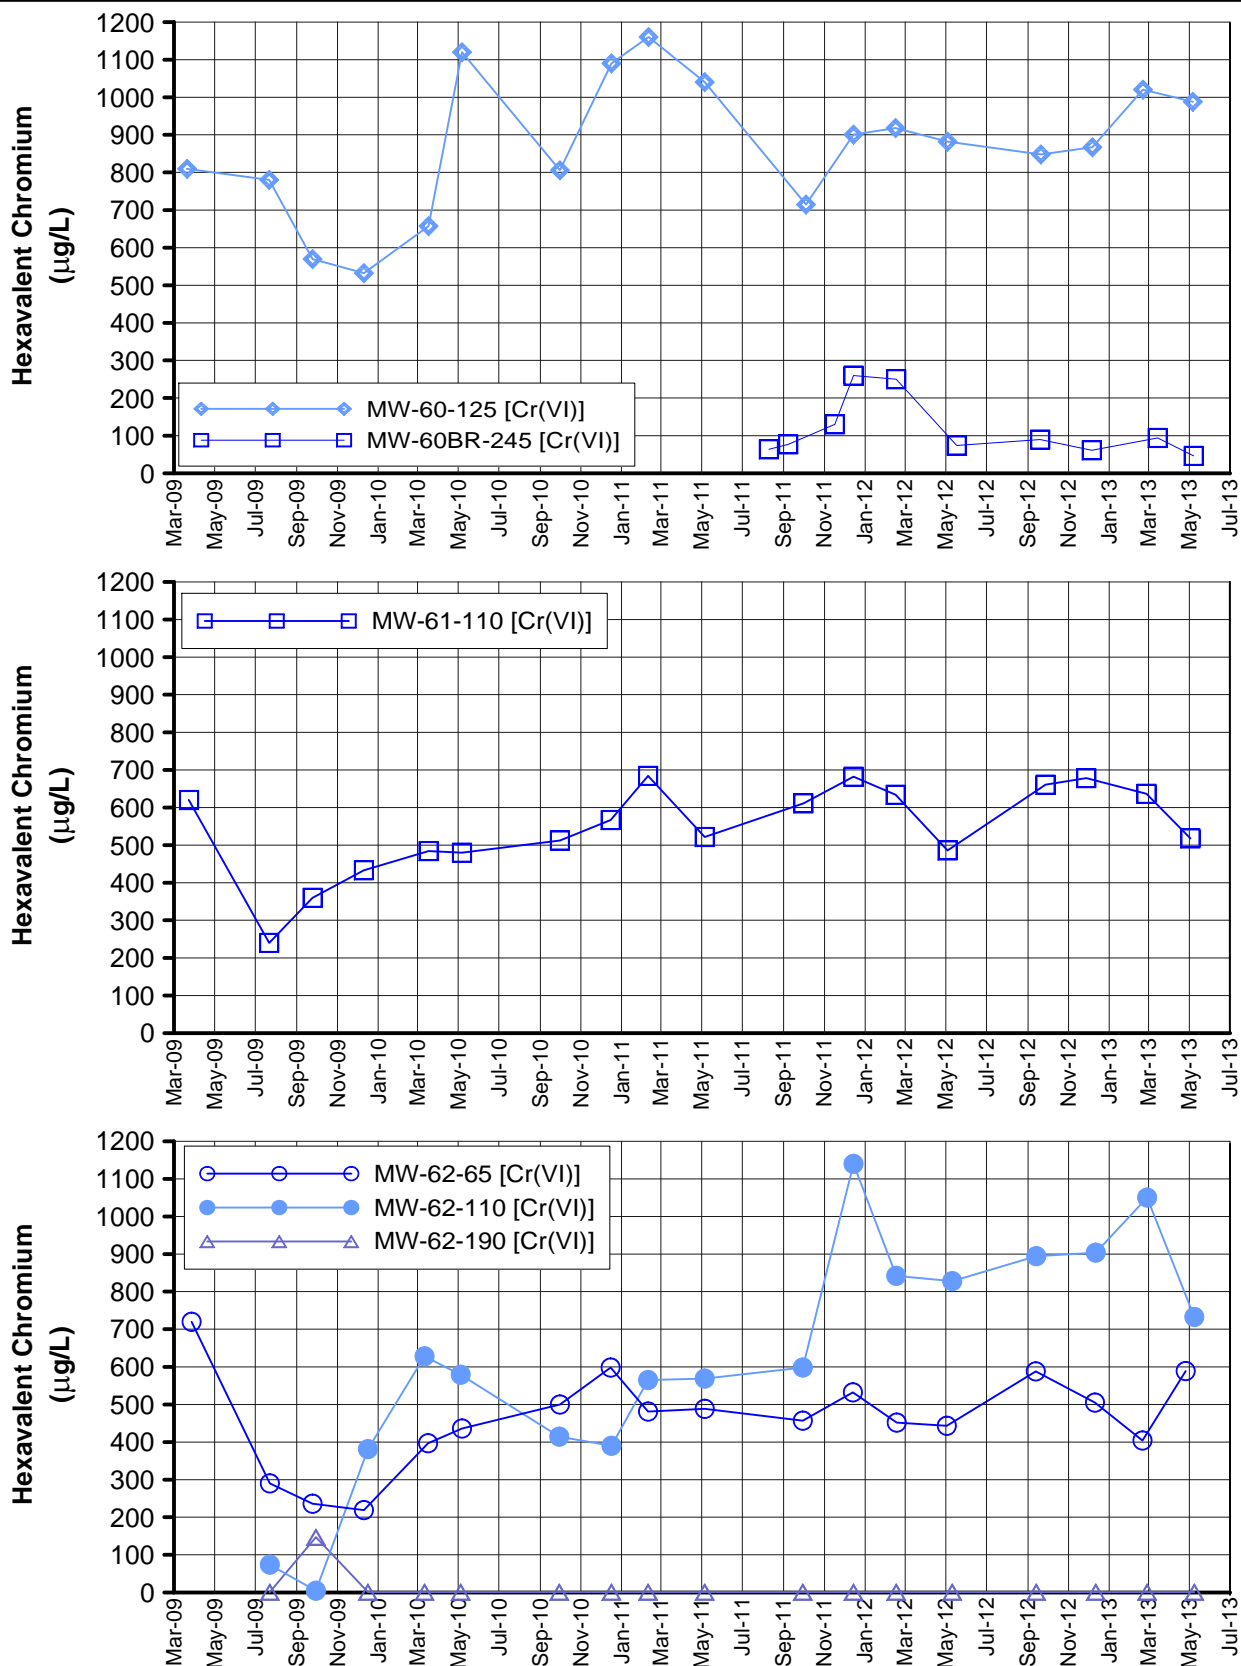 1200
1100
1000
900
800
700
600
500
400
300
200
100
0
Hexavalent Chromium
(µg/L)
MW-60-125 [Cr(VI)]
MW-60BR-245 [Cr(VI)]
Mar-09 May-09 Jul-09 Sep-09 Nov-09 Jan-10 Mar-10 May-10 Jul-10 Sep-10 Nov-10 Jan-11 Mar-11 May-11 Jul-11 Sep-11 Nov-11 Jan-12 Mar-12 May-12 Jul-12 Sep-12 Nov-12 Jan-13 Mar-13 May-13 Jul-13
1200
1100
1000
900
800
700
600
500
400
300
200
100
0
Hexavalent Chromium
(µg/L)
MW-61-110 [Cr(VI)]
Mar-09 May-09 Jul-09 Sep-09 Nov-09 Jan-10 Mar-10 May-10 Jul-10 Sep-10 Nov-10 Jan-11 Mar-11 May-11 Jul-11 Sep-11 Nov-11 Jan-12 Mar-12 May-12 Jul-12 Sep-12 Nov-12 Jan-13 Mar-13 May-13 Jul-13
1200
1100
1000
900
800
700
600
500
400
300
200
100
0
Hexavalent Chromium
(µg/L)
MW-62-65 [Cr(VI)]
MW-62-110 [Cr(VI)]
MW-62-190 [Cr(VI)]
Mar-09 May-09 Jul-09 Sep-09 Nov-09 Jan-10 Mar-10 May-10 Jul-10 Sep-10 Nov-10 Jan-11 Mar-11 May-11 Jul-11 Sep-11 Nov-11 Jan-12 Mar-12 May-12 Jul-12 Sep-12 Nov-12 Jan-13 Mar-13 May-13 Jul-13